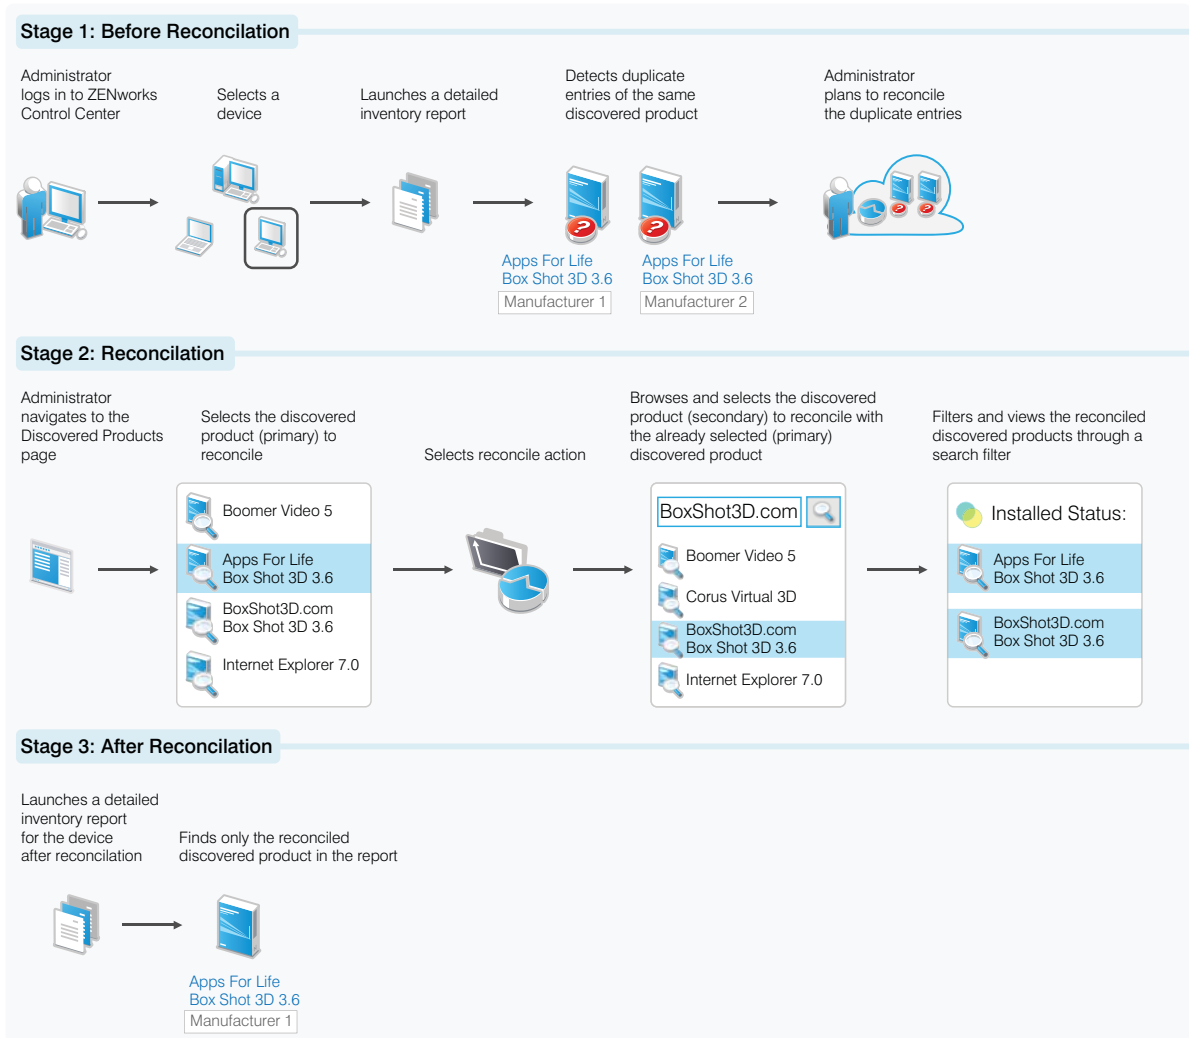 Stage 1: Before Reconcilation
Administrator
logs in to ZENworks
Control Center
Selects a
device
Launches a detailed
inventory report
Detects duplicate
entries of the same
discovered product
Administrator
plans to reconcile
the duplicate entries
?
?
?
?
Apps For Life
Box Shot 3D 3.6
Manufacturer 1
Apps For Life
Box Shot 3D 3.6
Manufacturer 2
Stage 2: Reconcilation
Administrator
navigates to the
Discovered Products
page
Selects the discovered
product (primary) to
reconcile
Selects reconcile action
Browses and selects the discovered
product (secondary) to reconcile with
the already selected (primary)
discovered product
Filters and views the reconciled
discovered products through a
search filter
Boomer Video 5
Apps For Life
Box Shot 3D 3.6
BoxShot3D.com
Box Shot 3D 3.6
Internet Explorer 7.0
BoxShot3D.com
Boomer Video 5
Corus Virtual 3D
BoxShot3D.com
Box Shot 3D 3.6
Internet Explorer 7.0
Installed Status:
Apps For Life
Box Shot 3D 3.6
BoxShot3D.com
Box Shot 3D 3.6
Stage 3: After Reconcilation
Launches a detailed
inventory report
for the device
after reconcilation
Finds only the reconciled
discovered product in the report
Apps For Life
Box Shot 3D 3.6
Manufacturer 1